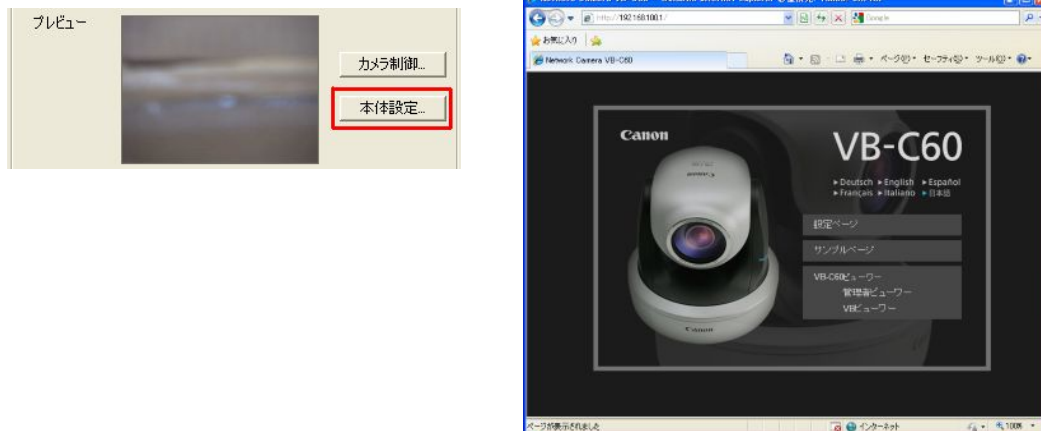 プレビュー
カメラ制御...
本体設定...
http://192.168.100.1/
Google
お気に入り
Network Camera VB-C60
ページ(P) セーフティ(S) ツール(O)
Canon
VB-C60
Deutsch English Español
Français Italiano 日本語
設定ページ
サンプルページ
VB-C60ビューワー
管理者ビューワー
VBビューワー
Canon
Canon
ページが表示されました
インターネット
100%